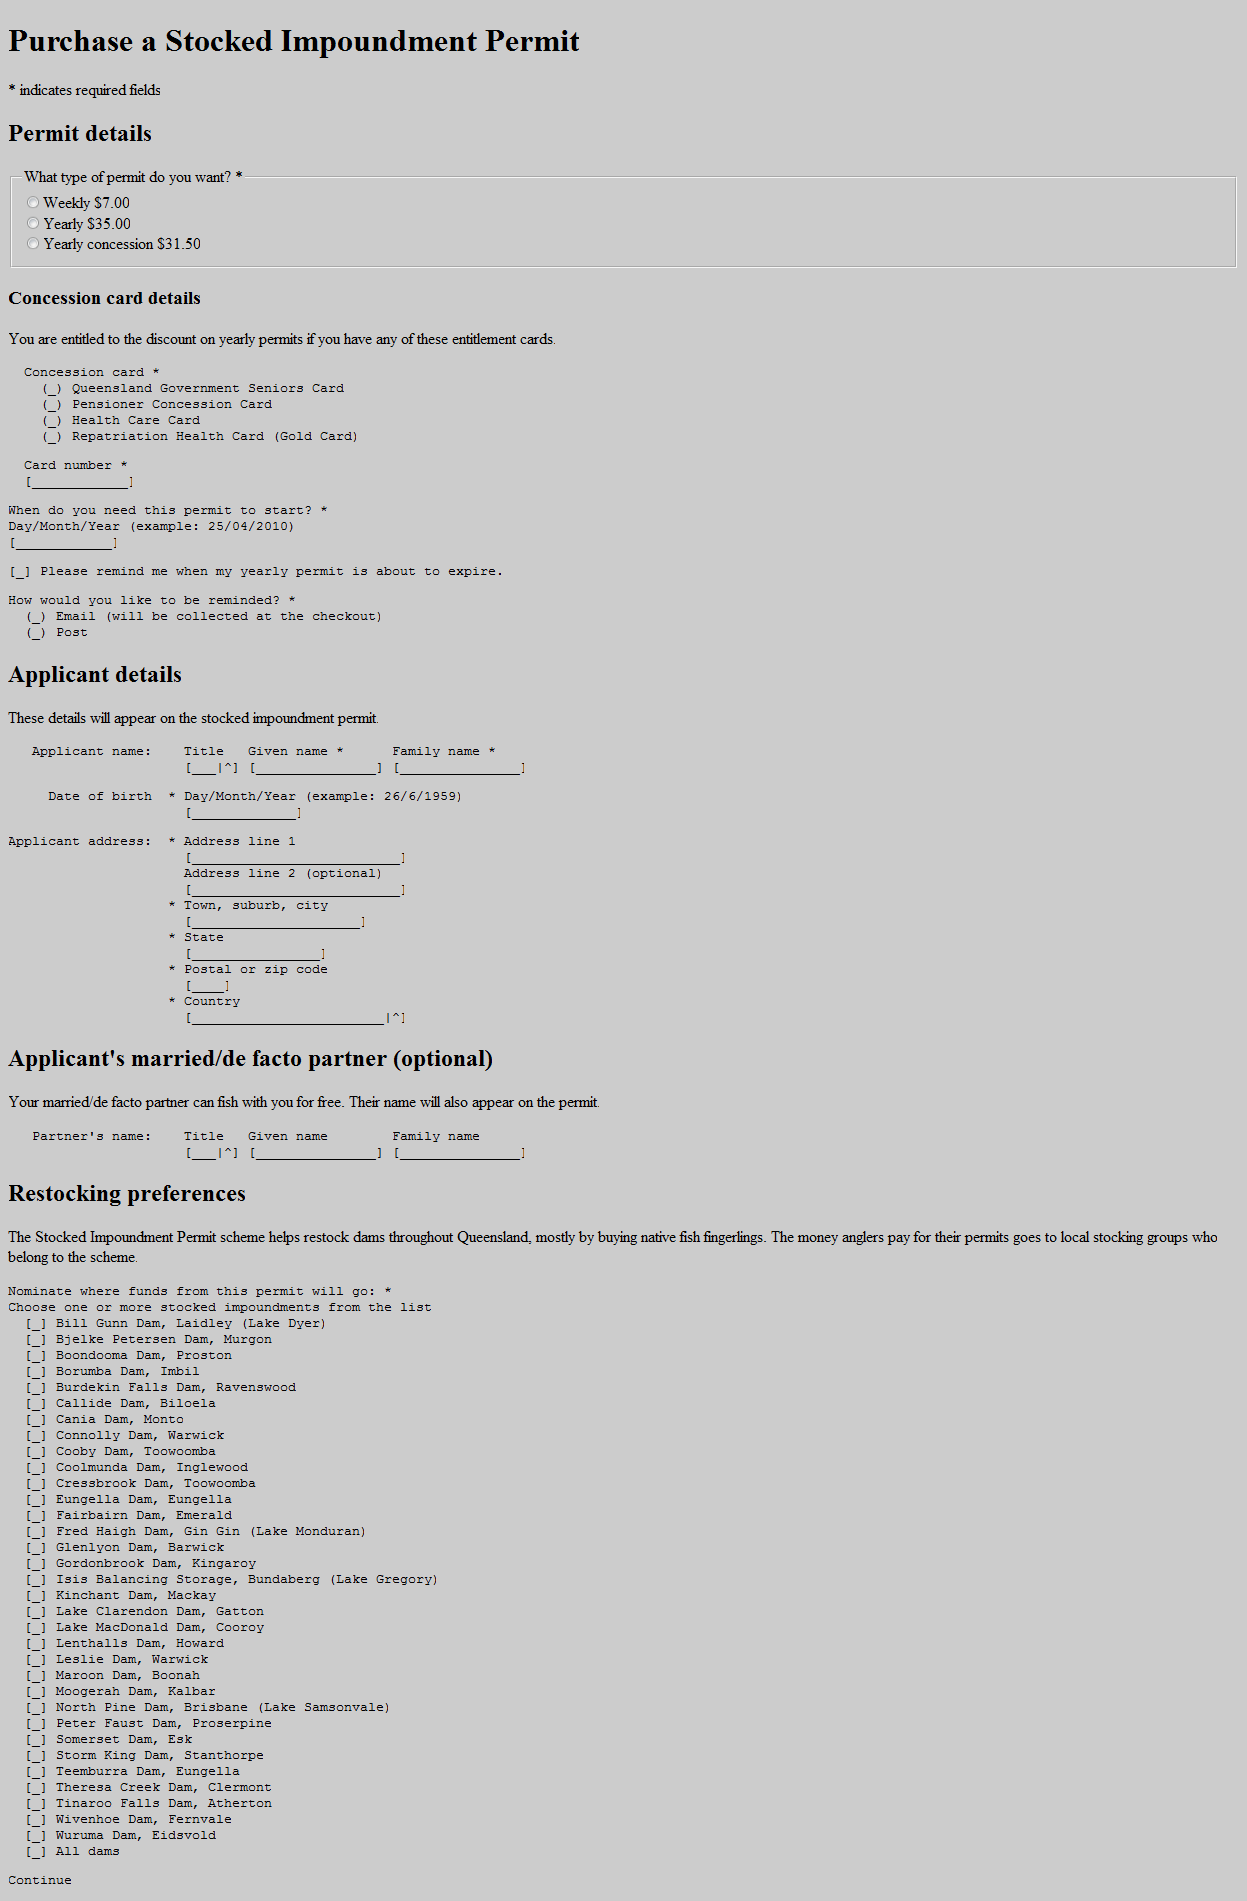 Purchase a Stocked Impoundment Permit
* indicates required fields
Permit details
What type of permit do you want? *
Weekly $7.00
Yearly $35.00
Yearly concession $31.50
Concession card details
You are entitled to the discount on yearly permits if you have any of these entitlement cards.
Concession card *
(_) Queensland Government Seniors Card
(_) Pensioner Concession Card
(_) Health Care Card
(_) Repatriation Health Card (Gold Card)
Card number *
[____________]
When do you need this permit to start? *
Day/Month/Year (example: 25/04/2010)
[____________]
[_] Please remind me when my yearly permit is about to expire.
How would you like to be reminded? *
(_) Email (will be collected at the checkout)
(_) Post
Applicant details
These details will appear on the stocked impoundment permit.
Applicant name: Title Given name * Family name *
[___|^] [_______________] [_______________]
Date of birth * Day/Month/Year (example: 26/6/1959)
[_____________]
Applicant address: * Address line 1
[__________________________]
Address line 2 (optional)
[__________________________]
* Town, suburb, city
[_____________________]
* State
[________________]
* Postal or zip code
[____]
* Country
[________________________|^]
Applicant's married/de facto partner (optional)
Your married/de facto partner can fish with you for free. Their name will also appear on the permit.
Partner's name: Title Given name Family name
[___|^] [_______________] [_______________]
Restocking preferences
The Stocked Impoundment Permit scheme helps restock dams throughout Queensland, mostly by buying native fish fingerlings. The money anglers pay for their permits goes to local stocking groups who
belong to the scheme.
Nominate where funds from this permit will go: *
Choose one or more stocked impoundments from the list
[_] Bill Gunn Dam, Laidley (Lake Dyer)
[_] Bjelke Petersen Dam, Murgon
[_] Boondooma Dam, Proston
[_] Borumba Dam, Imbil
[_] Burdekin Falls Dam, Ravenswood
[_] Callide Dam, Biloela
[_] Cania Dam, Monto
[_] Connolly Dam, Warwick
[_] Cooby Dam, Toowoomba
[_] Coolmunda Dam, Inglewood
[_] Cressbrook Dam, Toowoomba
[_] Eungella Dam, Eungella
[_] Fairbairn Dam, Emerald
[_] Fred Haigh Dam, Gin Gin (Lake Monduran)
[_] Glenlyon Dam, Barwick
[_] Gordonbrook Dam, Kingaroy
[_] Isis Balancing Storage, Bundaberg (Lake Gregory)
[_] Kinchant Dam, Mackay
[_] Lake Clarendon Dam, Gatton
[_] Lake MacDonald Dam, Cooroy
[_] Lenthalls Dam, Howard
[_] Leslie Dam, Warwick
[_] Maroon Dam, Boonah
[_] Moogerah Dam, Kalbar
[_] North Pine Dam, Brisbane (Lake Samsonvale)
[_] Peter Faust Dam, Proserpine
[_] Somerset Dam, Esk
[_] Storm King Dam, Stanthorpe
[_] Teemburra Dam, Eungella
[_] Theresa Creek Dam, Clermont
[_] Tinaroo Falls Dam, Atherton
[_] Wivenhoe Dam, Fernvale
[_] Wuruma Dam, Eidsvold
[_] All dams
Continue